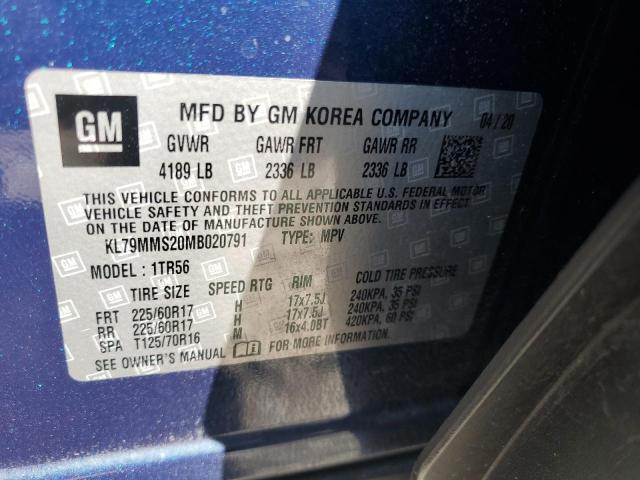 GM
MFD BY GM KOREA COMPANY 04 / 20
GVWR GAWR FRT GAWR RR
4189 LB 2336 LB 2336 LB
THIS VEHICLE CONFORMS TO ALL APPLICABLE U.S. FEDERAL MOTOR
VEHICLE SAFETY AND THEFT PREVENTION STANDARDS IN EFFECT ON
THE DATE OF MANUFACTURE SHOWN ABOVE.
KL79MMS20MB020791 TYPE: MPV
MODEL : 1TR56
TIRE SIZE SPEED RTG RIM COLD TIRE PRESSURE
FRT 225/60R17 H 17x7.5J 240KPA, 35 PSI
RR 225/60R17 H 17x7.5J 240KPA, 35 PSI
SPA T125/70R16 M 16x4.0BT 420KPA, 60 PSI
SEE OWNER'S MANUAL FOR MORE INFORMATION